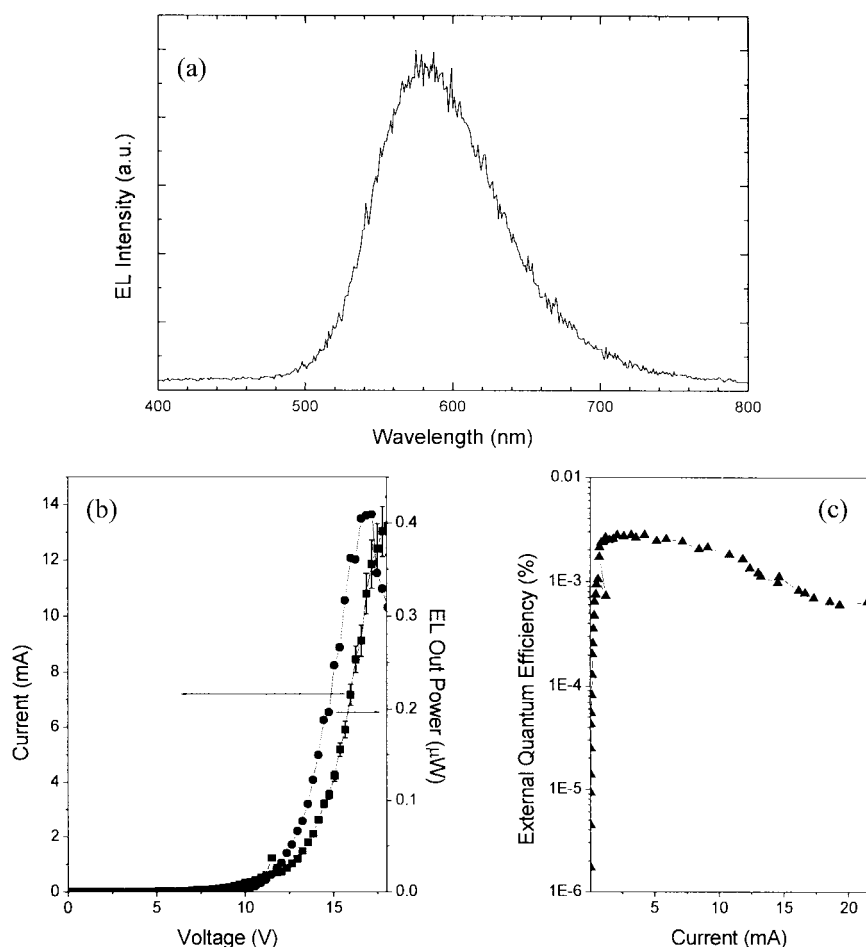 (a)
EL Intensity (a.u.)
400 500 600 700 800
Wavelength (nm)
(b)
14
12
10
8
6
4
2
0
Current (mA)
0 5 10 15
Voltage (V)
0.4
0.3
0.2
0.1
0.0
EL Out Power (μW)
(c)
0.01
1E-3
1E-4
1E-5
1E-6
External Quantum Efficiency (%)
5 10 15 20
Current (mA)